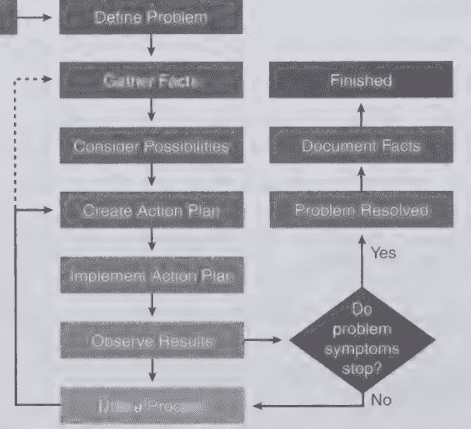 Define Problem
Gather Facts
Finished
Consider Possibilities
Document Facts
Create Action Plan
Problem Resolved
Yes
Implement Action Plan
Do
problem
symptoms
stop?
Observe Results
No